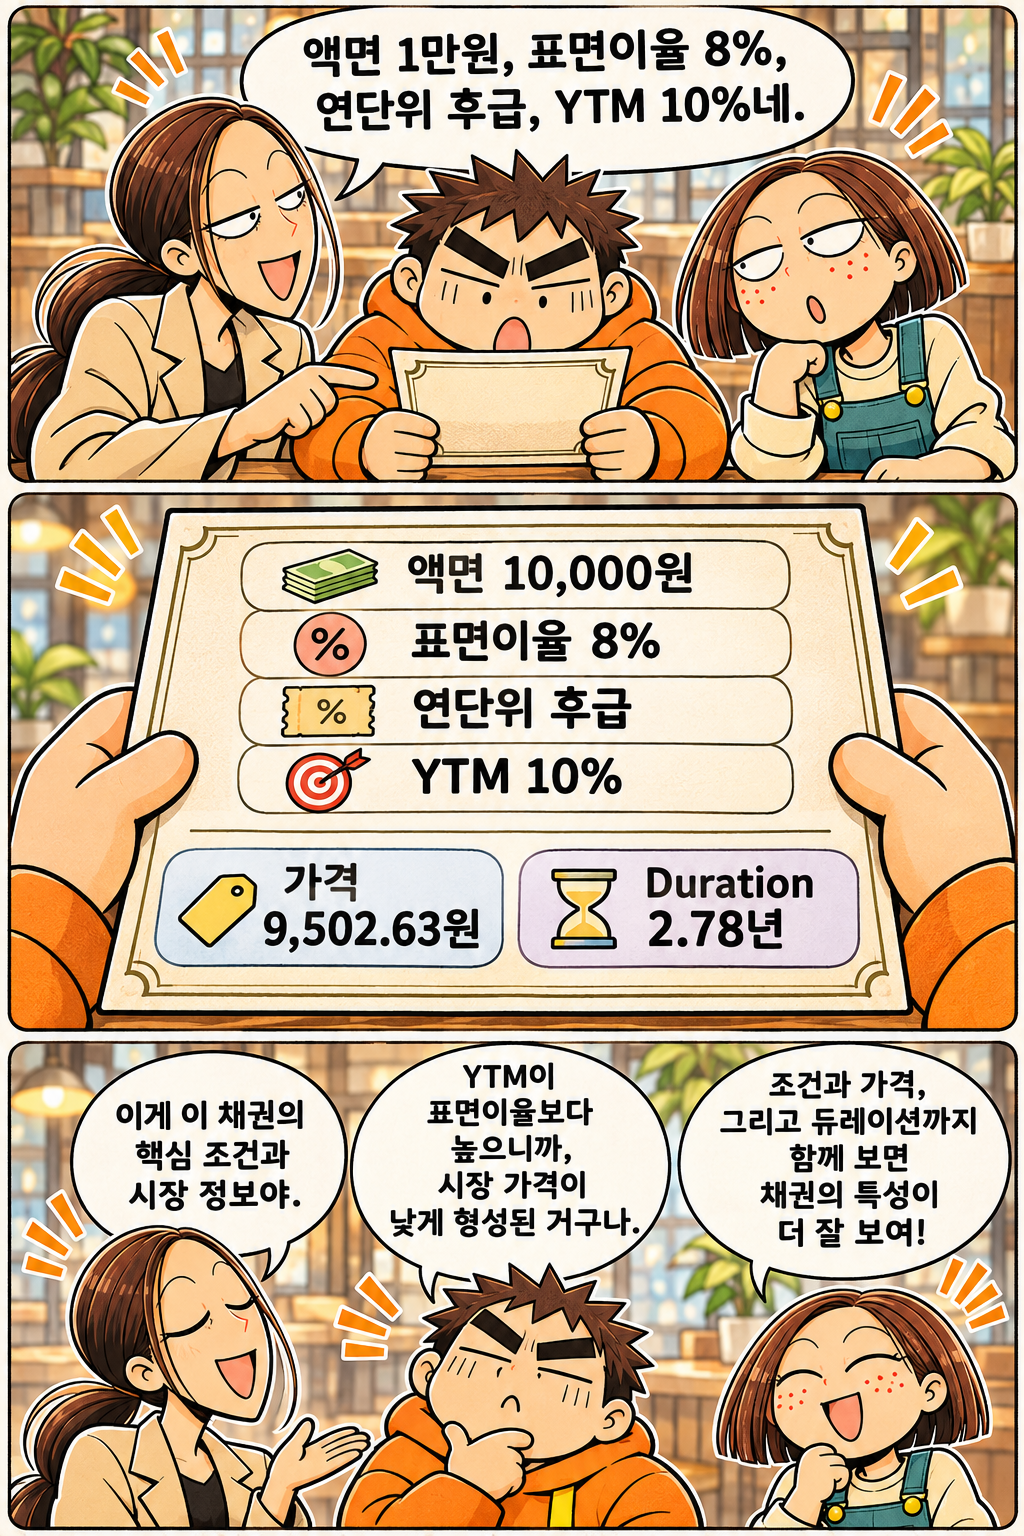 액면 1만원, 표면이율 8%,
연단위 후급, YTM 10%네.
액면 10,000원
%
표면이율 8%
%
연단위 후급
YTM 10%
가격
9,502.63원
Duration
2.78년
이게 이 채권의
핵심 조건과
시장 정보야.
YTM이
표면이율보다
높으니까,
시장 가격이
낮게 형성된 거구나.
조건과 가격,
그리고 듀레이션까지
함께 보면
채권의 특성이
더 잘 보여!